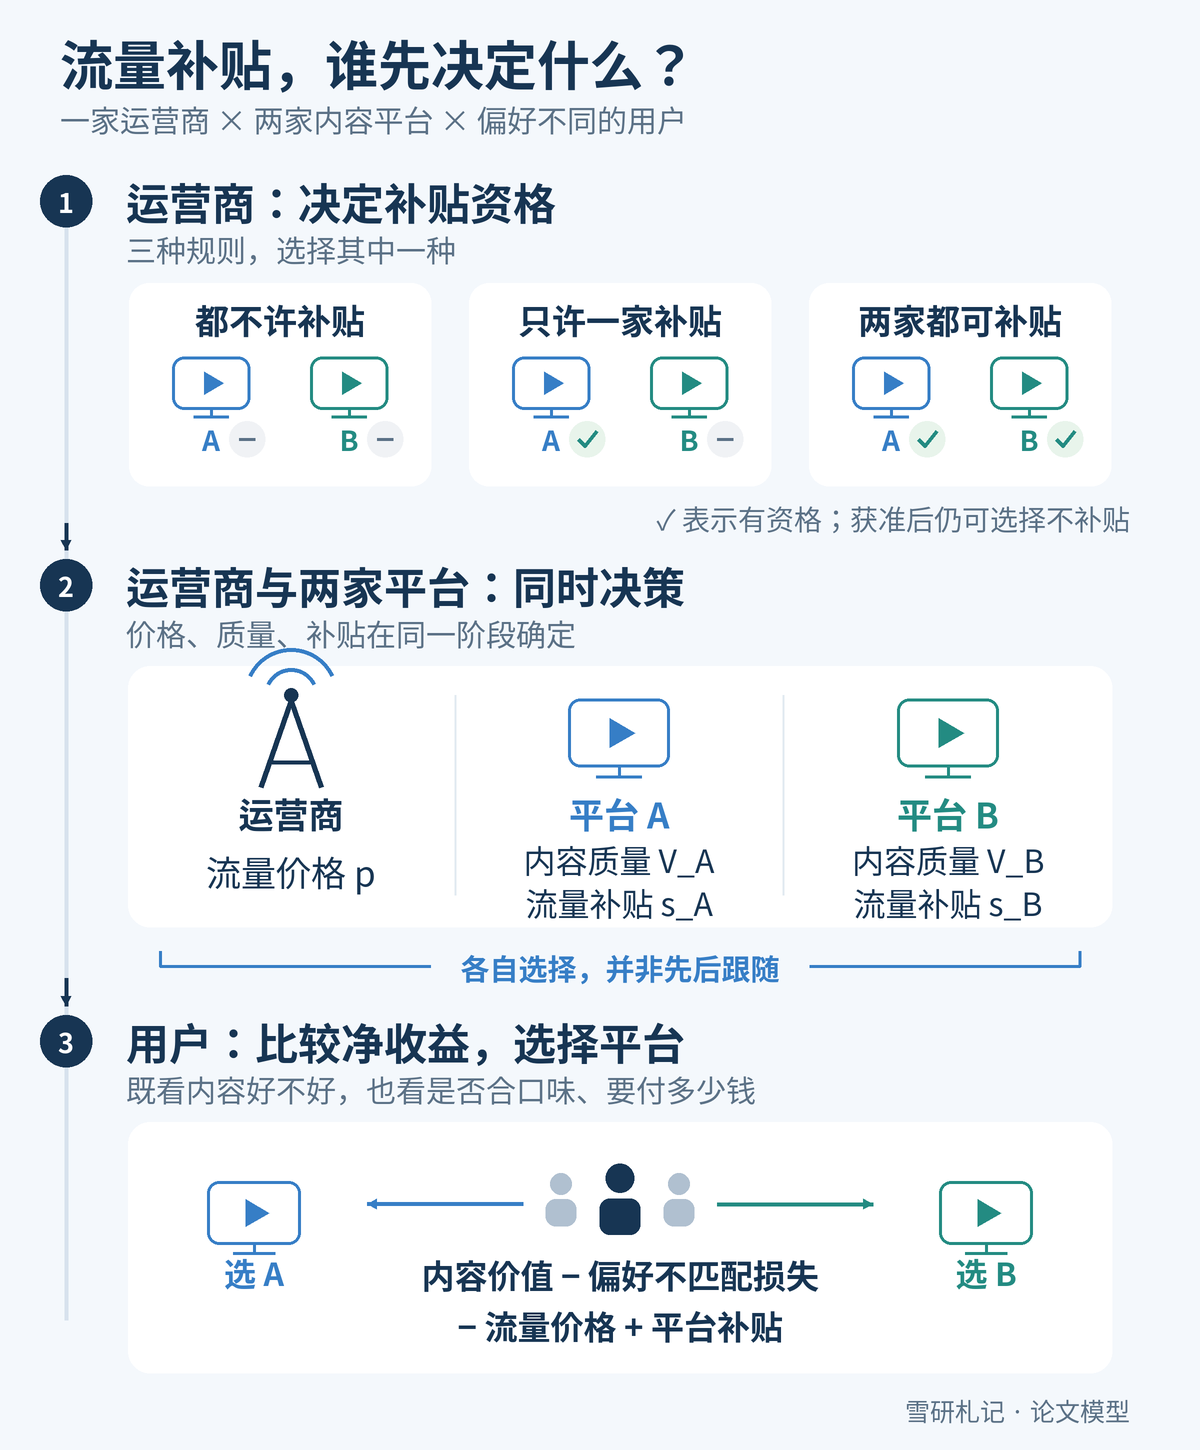 流量补贴，谁先决定什么？
一家运营商 × 两家内容平台 × 偏好不同的用户
1
运营商：决定补贴资格
三种规则，选择其中一种
都不许补贴
A
B
只许一家补贴
A
B
两家都可补贴
A
B
✓ 表示有资格；获准后仍可选择不补贴
2
运营商与两家平台：同时决策
价格、质量、补贴在同一阶段确定
运营商
流量价格 p
平台 A
内容质量 V_A
流量补贴 s_A
平台 B
内容质量 V_B
流量补贴 s_B
各自选择，并非先后跟随
3
用户：比较净收益，选择平台
既看内容好不好，也看是否合口味、要付多少钱
选 A
内容价值 − 偏好不匹配损失
− 流量价格 + 平台补贴
选 B
雪研札记 · 论文模型